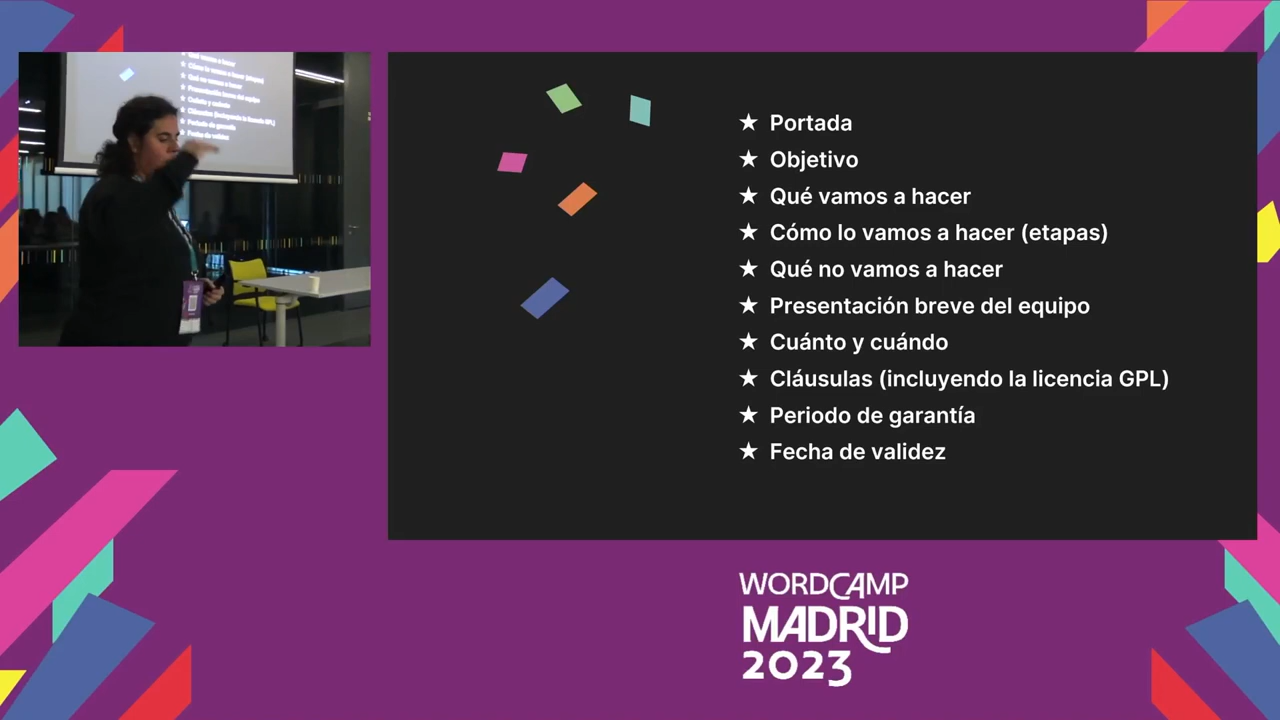 ★ Portada
★ Objetivo
★ Qué vamos a hacer
★ Cómo lo vamos a hacer (etapas)
★ Qué no vamos a hacer
★ Presentación breve del equipo
★ Cuánto y cuándo
★ Cláusulas (incluyendo la licencia GPL)
★ Periodo de garantía
★ Fecha de validez
WORDCAMP
MADRID
2023